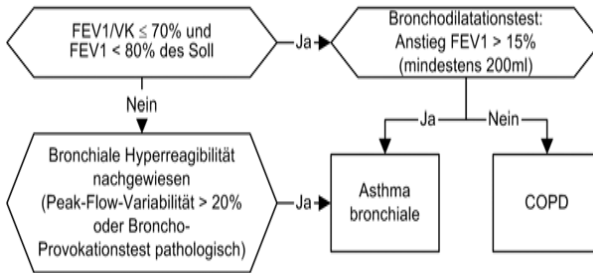 FEV1/VK ≤ 70% und
FEV1 < 80% des Soll
Ja
Bronchodilatationstest:
Anstieg FEV1 > 15%
(mindestens 200ml)
Nein
Ja
Nein
Bronchiale Hyperreagibilität
nachgewiesen
(Peak-Flow-Variabilität > 20%
oder Broncho-
Provokationstest pathologisch)
Ja
Asthma
bronchiale
COPD